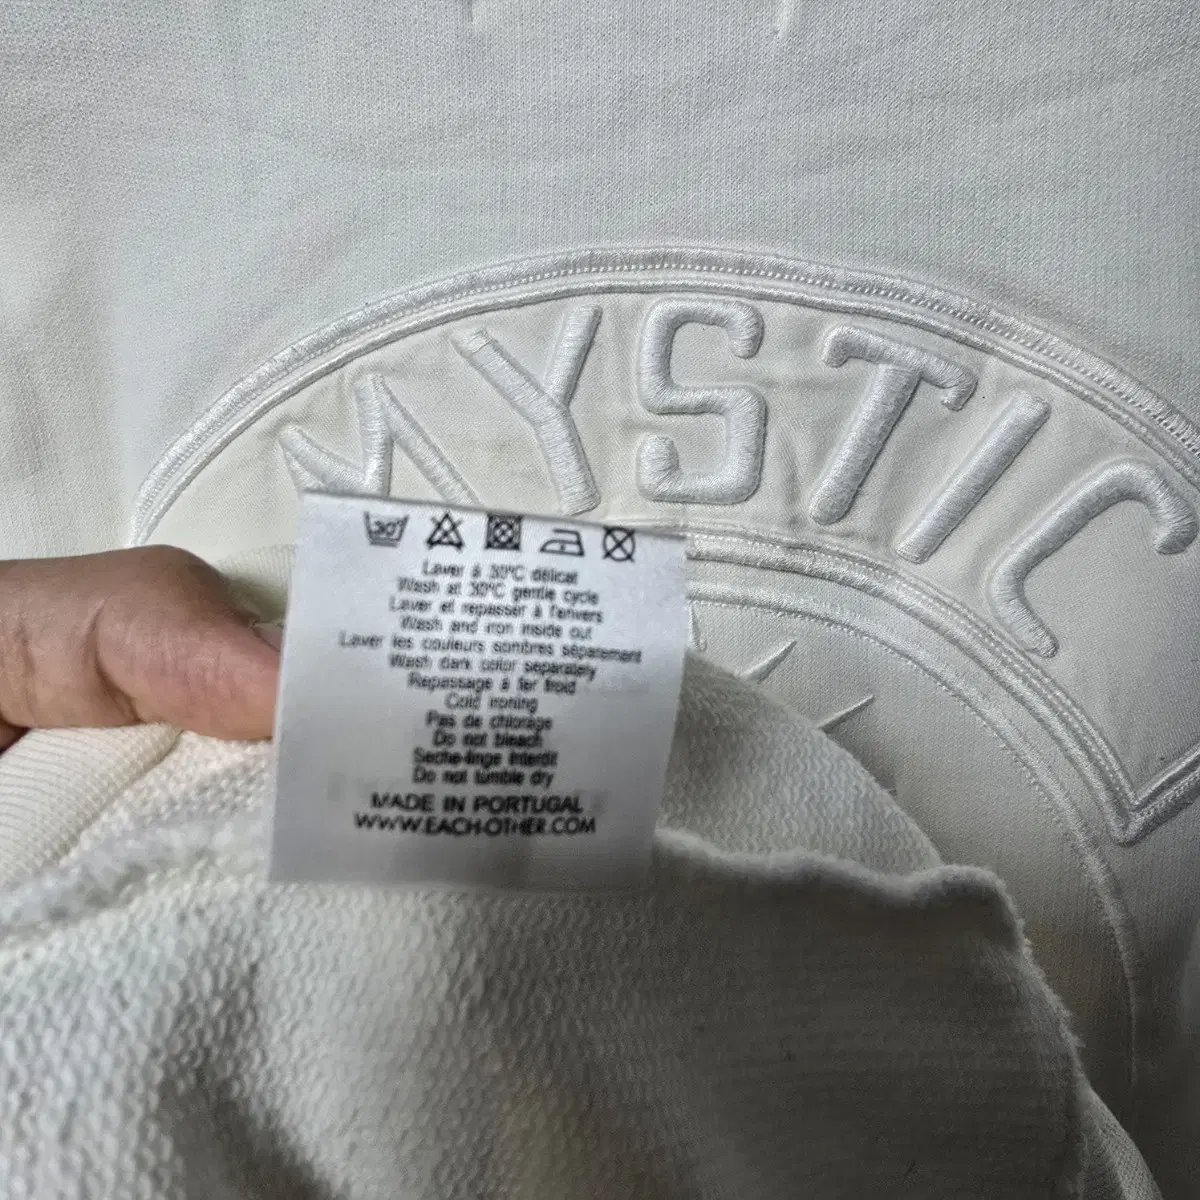 MYSTIC
30°
Laver à 30°C délicat
Wash at 30°C gentle cycle
Laver et repasser à l'envers
Wash and iron inside out
Laver les couleurs sombres séparément
Wash dark color separately
Repassage à fer froid
Cold ironing
Pas de chlorage
Do not bleach
Seche-linge interdit
Do not tumble dry
MADE IN PORTUGAL
WWW.EACH-OTHER.COM